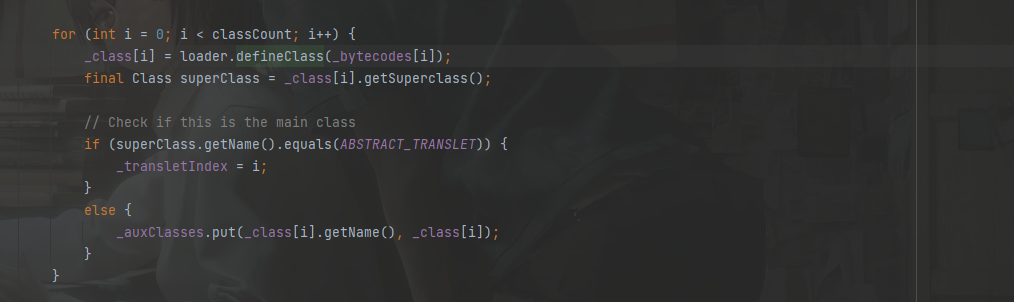 for (int i = 0; i < classCount; i++) {
_class[i] = loader.defineClass(_bytecodes[i]);
final Class superClass = _class[i].getSuperclass();
// Check if this is the main class
if (superClass.getName().equals(ABSTRACT_TRANSLET)) {
_transletIndex = i;
}
else {
_auxClasses.put(_class[i].getName(), _class[i]);
}
}